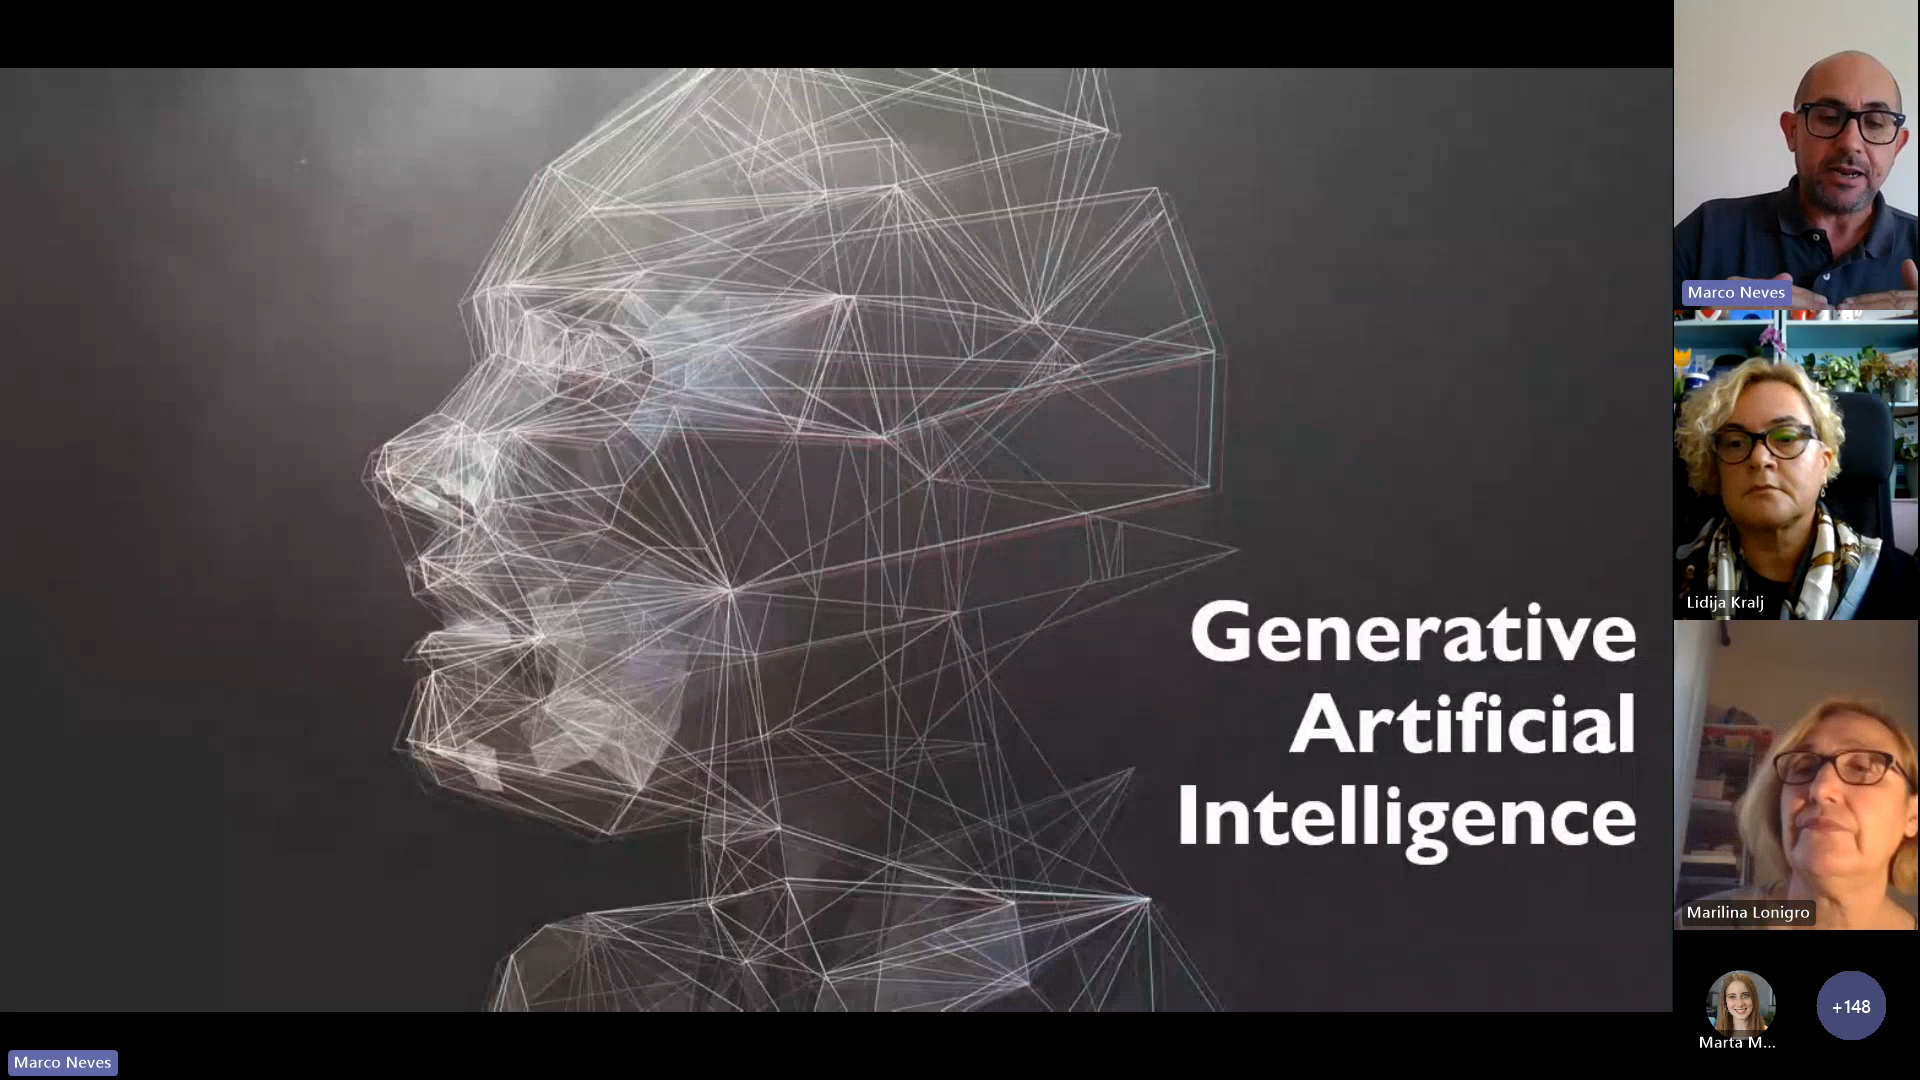 Generative
Artificial
Intelligence
Marco Neves
Lidija Kralj
Marilina Lonigro
Marta M...
+148
Marco Neves